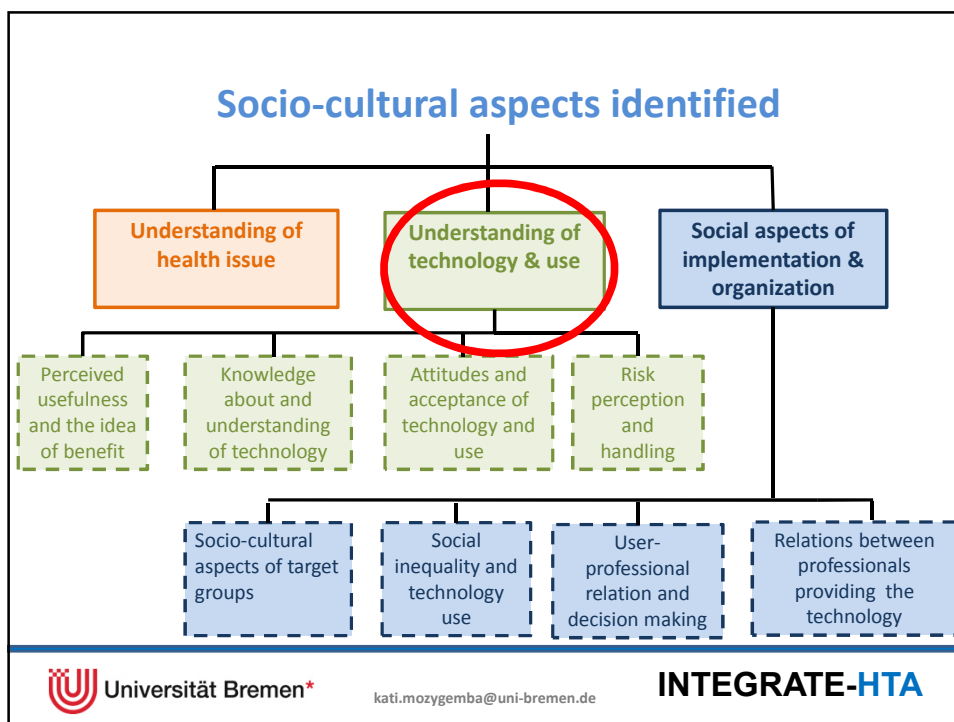 Socio-cultural aspects identified
Understanding of
health issue
Understanding of
technology & use
Social aspects of
implementation &
organization
Perceived
usefulness
and the idea
of benefit
Knowledge
about and
understanding
of technology
Attitudes and
acceptance of
technology and
use
Risk
perception
and
handling
Socio-cultural
aspects of target
groups
Social
inequality and
technology
use
User-
professional
relation and
decision making
Relations between
professionals
providing the
technology
Universität Bremen*
kati.mozygemba@uni-bremen.de
INTEGRATE-HTA